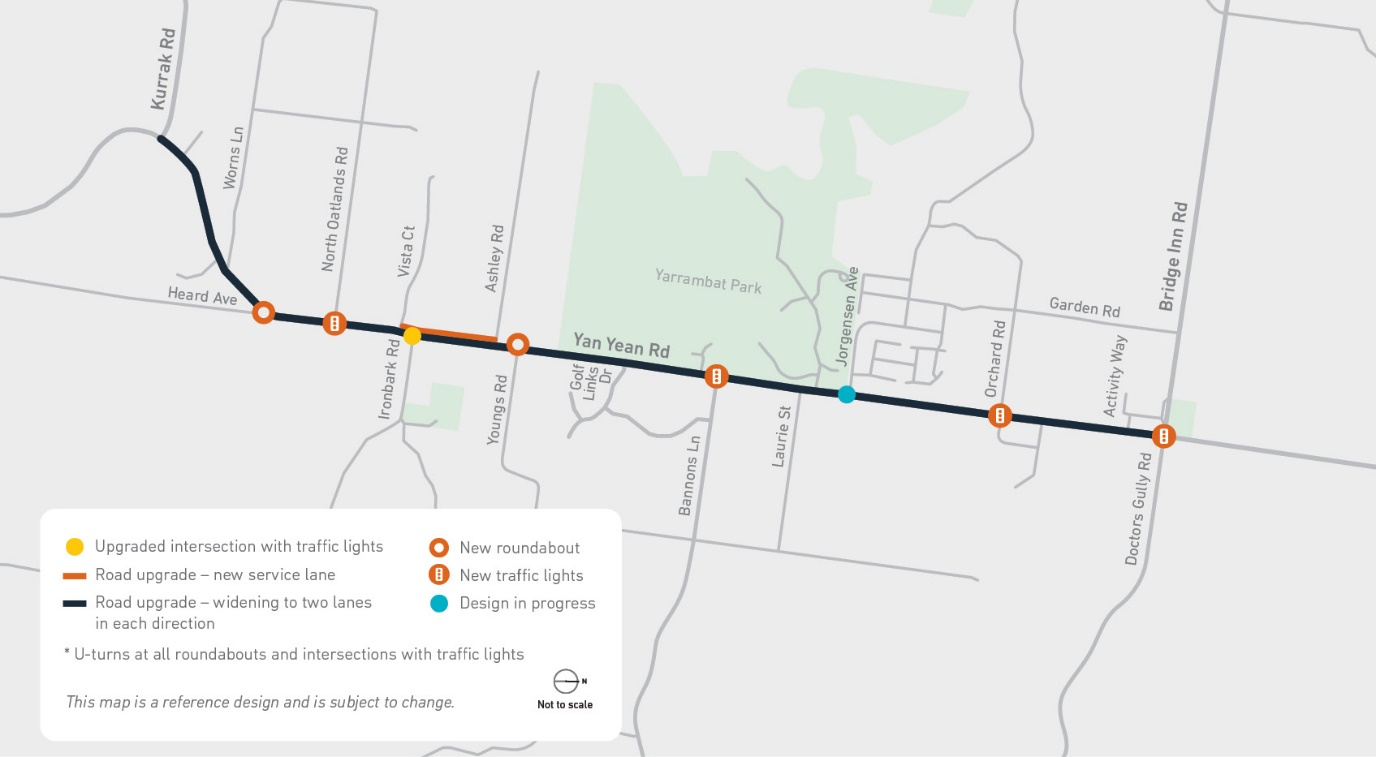 Kurrak Rd
Worns Ln
North Oatlands Rd
Vista Ct
Ashley Rd
Heard Ave
Ironbark Rd
Youngs Rd
Yarrambat Park
Yan Yean Rd
Golf
Links
Dr
Bannons Ln
Laurie St
Jorgensen Ave
Orchard Rd
Garden Rd
Activity Way
Bridge Inn Rd
Doctors Gully Rd
Upgraded intersection with traffic lights
Road upgrade – new service lane
Road upgrade – widening to two lanes
in each direction
New roundabout
New traffic lights
Design in progress
* U-turns at all roundabouts and intersections with traffic lights
This map is a reference design and is subject to change.
N
Not to scale